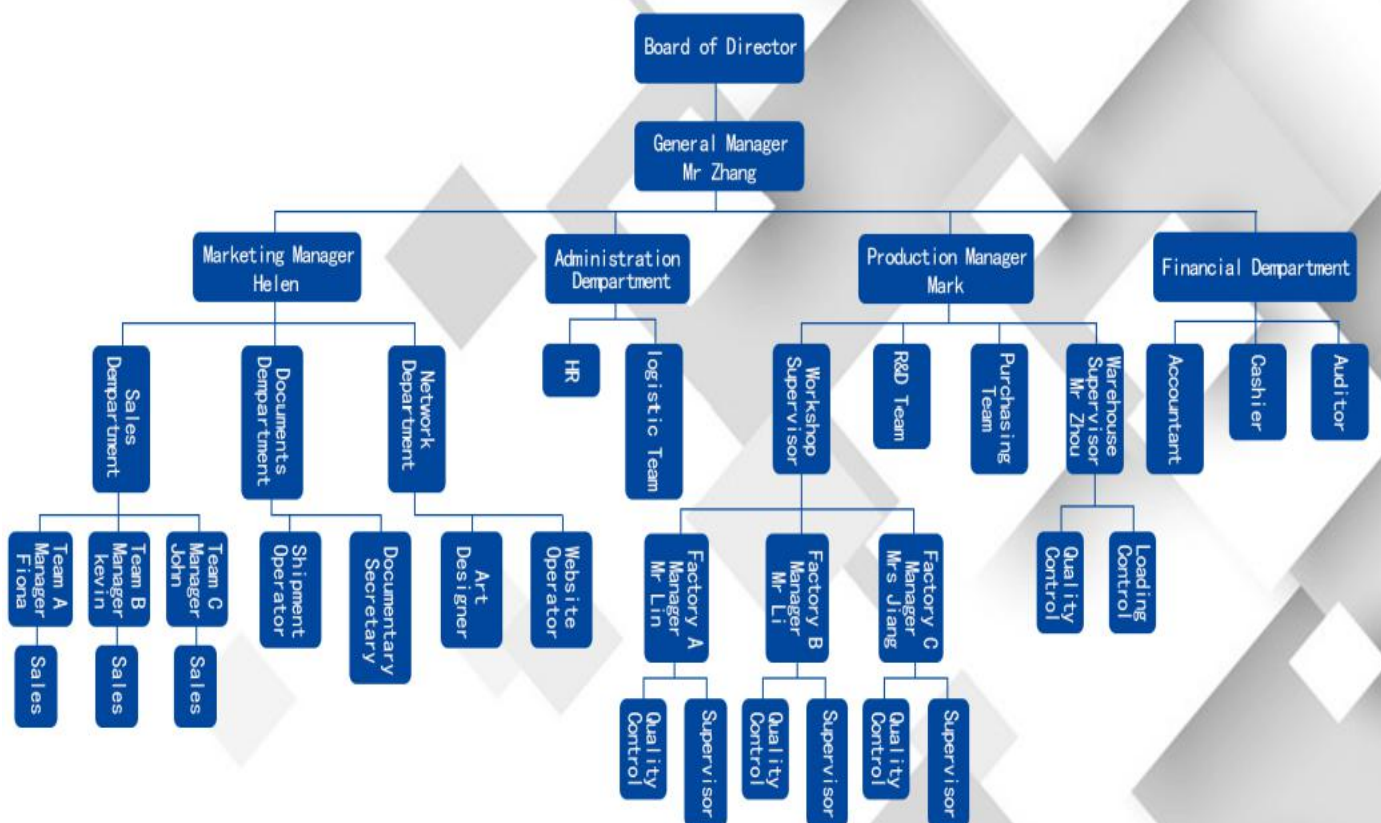 Board of Director
General Manager
Mr Zhang
Marketing Manager
Helen
Administration
Dempartment
Production Manager
Mark
Financial Dempartment
Sales
Dempartment
Documents
Dempartment
Network
Department
HR
logistic Team
Workshop
Supervisor
R&D Team
Purchasing
Team
Warehouse
Supervisor
Mr Zhou
Accountant
Cashier
Auditor
Team A
Manager
Fiona
Team B
Manager
kevin
Team C
Manager
John
Shipment
Operator
Documentary
Secretary
Art
Designer
Website
Operator
Factory A
Manager
Mr Lin
Factory B
Manager
Mr Li
Factory C
Manager
Mrs Jiang
Quality
Control
Loading
Control
Sales
Sales
Sales
Quality
Control
Supervisor
Quality
Control
Supervisor
Quality
Control
Supervisor